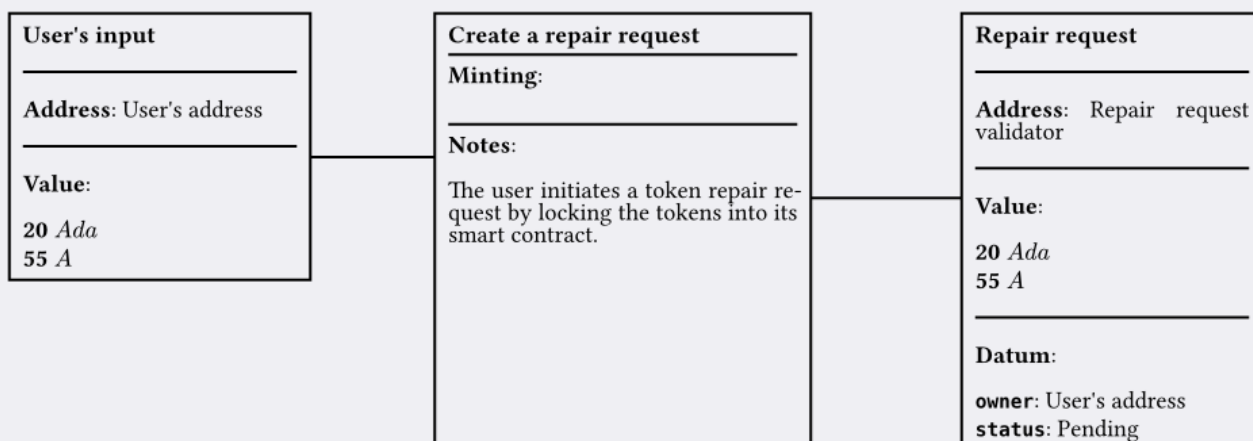 User's input
Address: User's address
Value:
20 Ada
55 A
Create a repair request
Minting:
Notes:
The user initiates a token repair re-
quest by locking the tokens into its
smart contract.
Repair request
Address: Repair request
validator
Value:
20 Ada
55 A
Datum:
owner: User's address
status: Pending